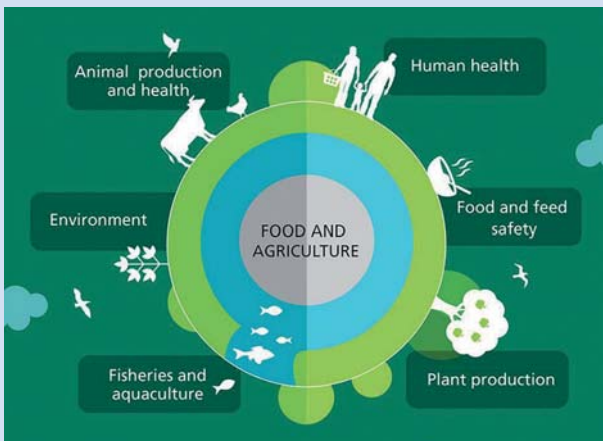 Animal production
and health
Human health
Environment
FOOD AND
AGRICULTURE
Food and feed
safety
Fisheries and
aquaculture
Plant production